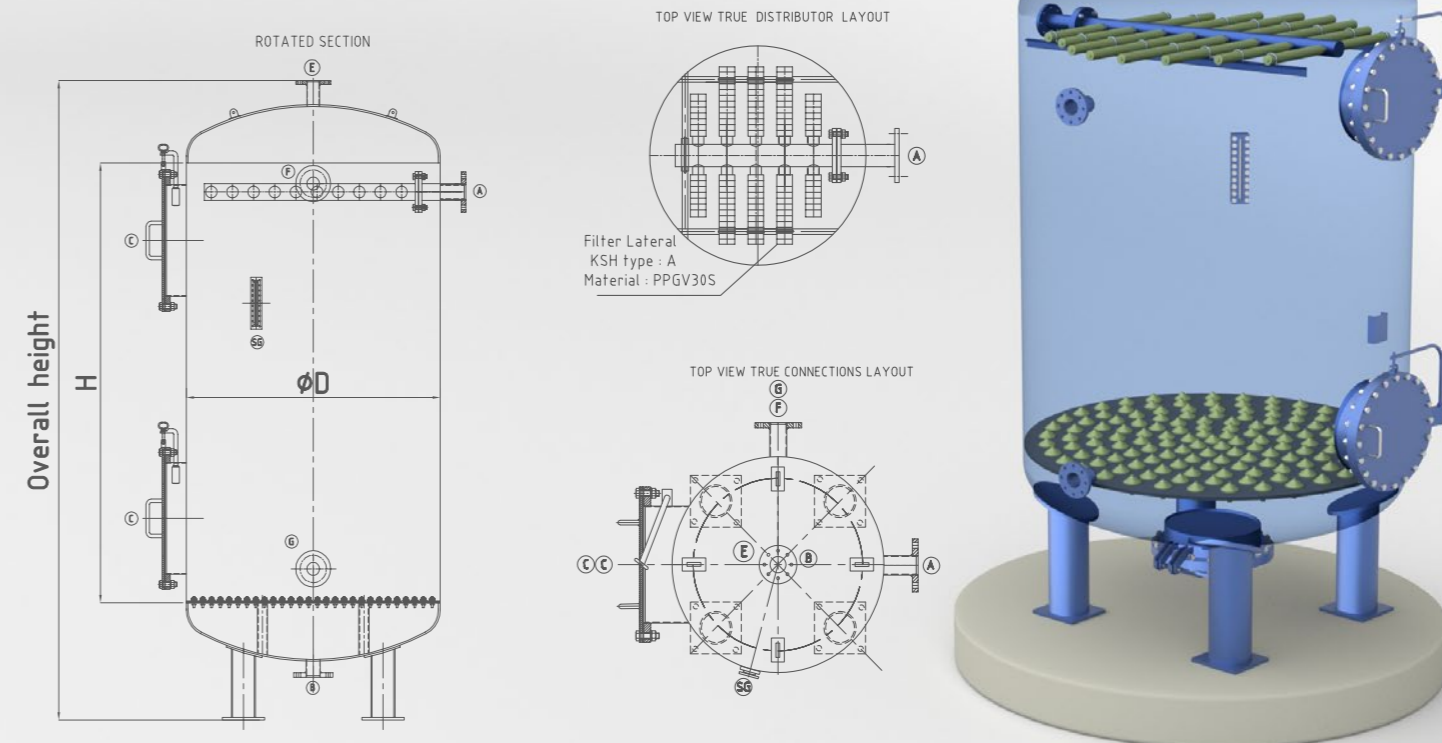 ROTATED SECTION
E
F
A
C
SG
Overall height
H
ϕD
C
G
B
TOP VIEW TRUE DISTRIBUTOR LAYOUT
A
Filter Lateral
KSH type : A
Material : PPGV30S
TOP VIEW TRUE CONNECTIONS LAYOUT
G
F
E
B
C C
A
SG